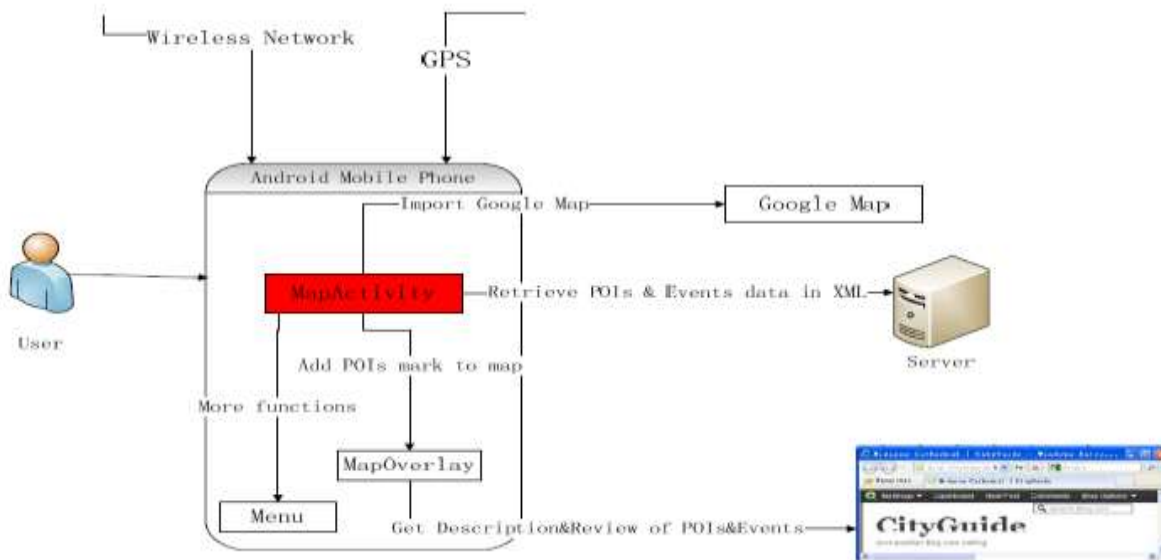 Wireless Network
GPS
Android Mobile Phone
Import Google Map
Google Map
MapActivity
Retrieve POIs & Events data in XML
User
Server
Add POIs mark to map
More functions
MapOverlay
Menu
Get Description&Review of POIs&Events
CityGuide